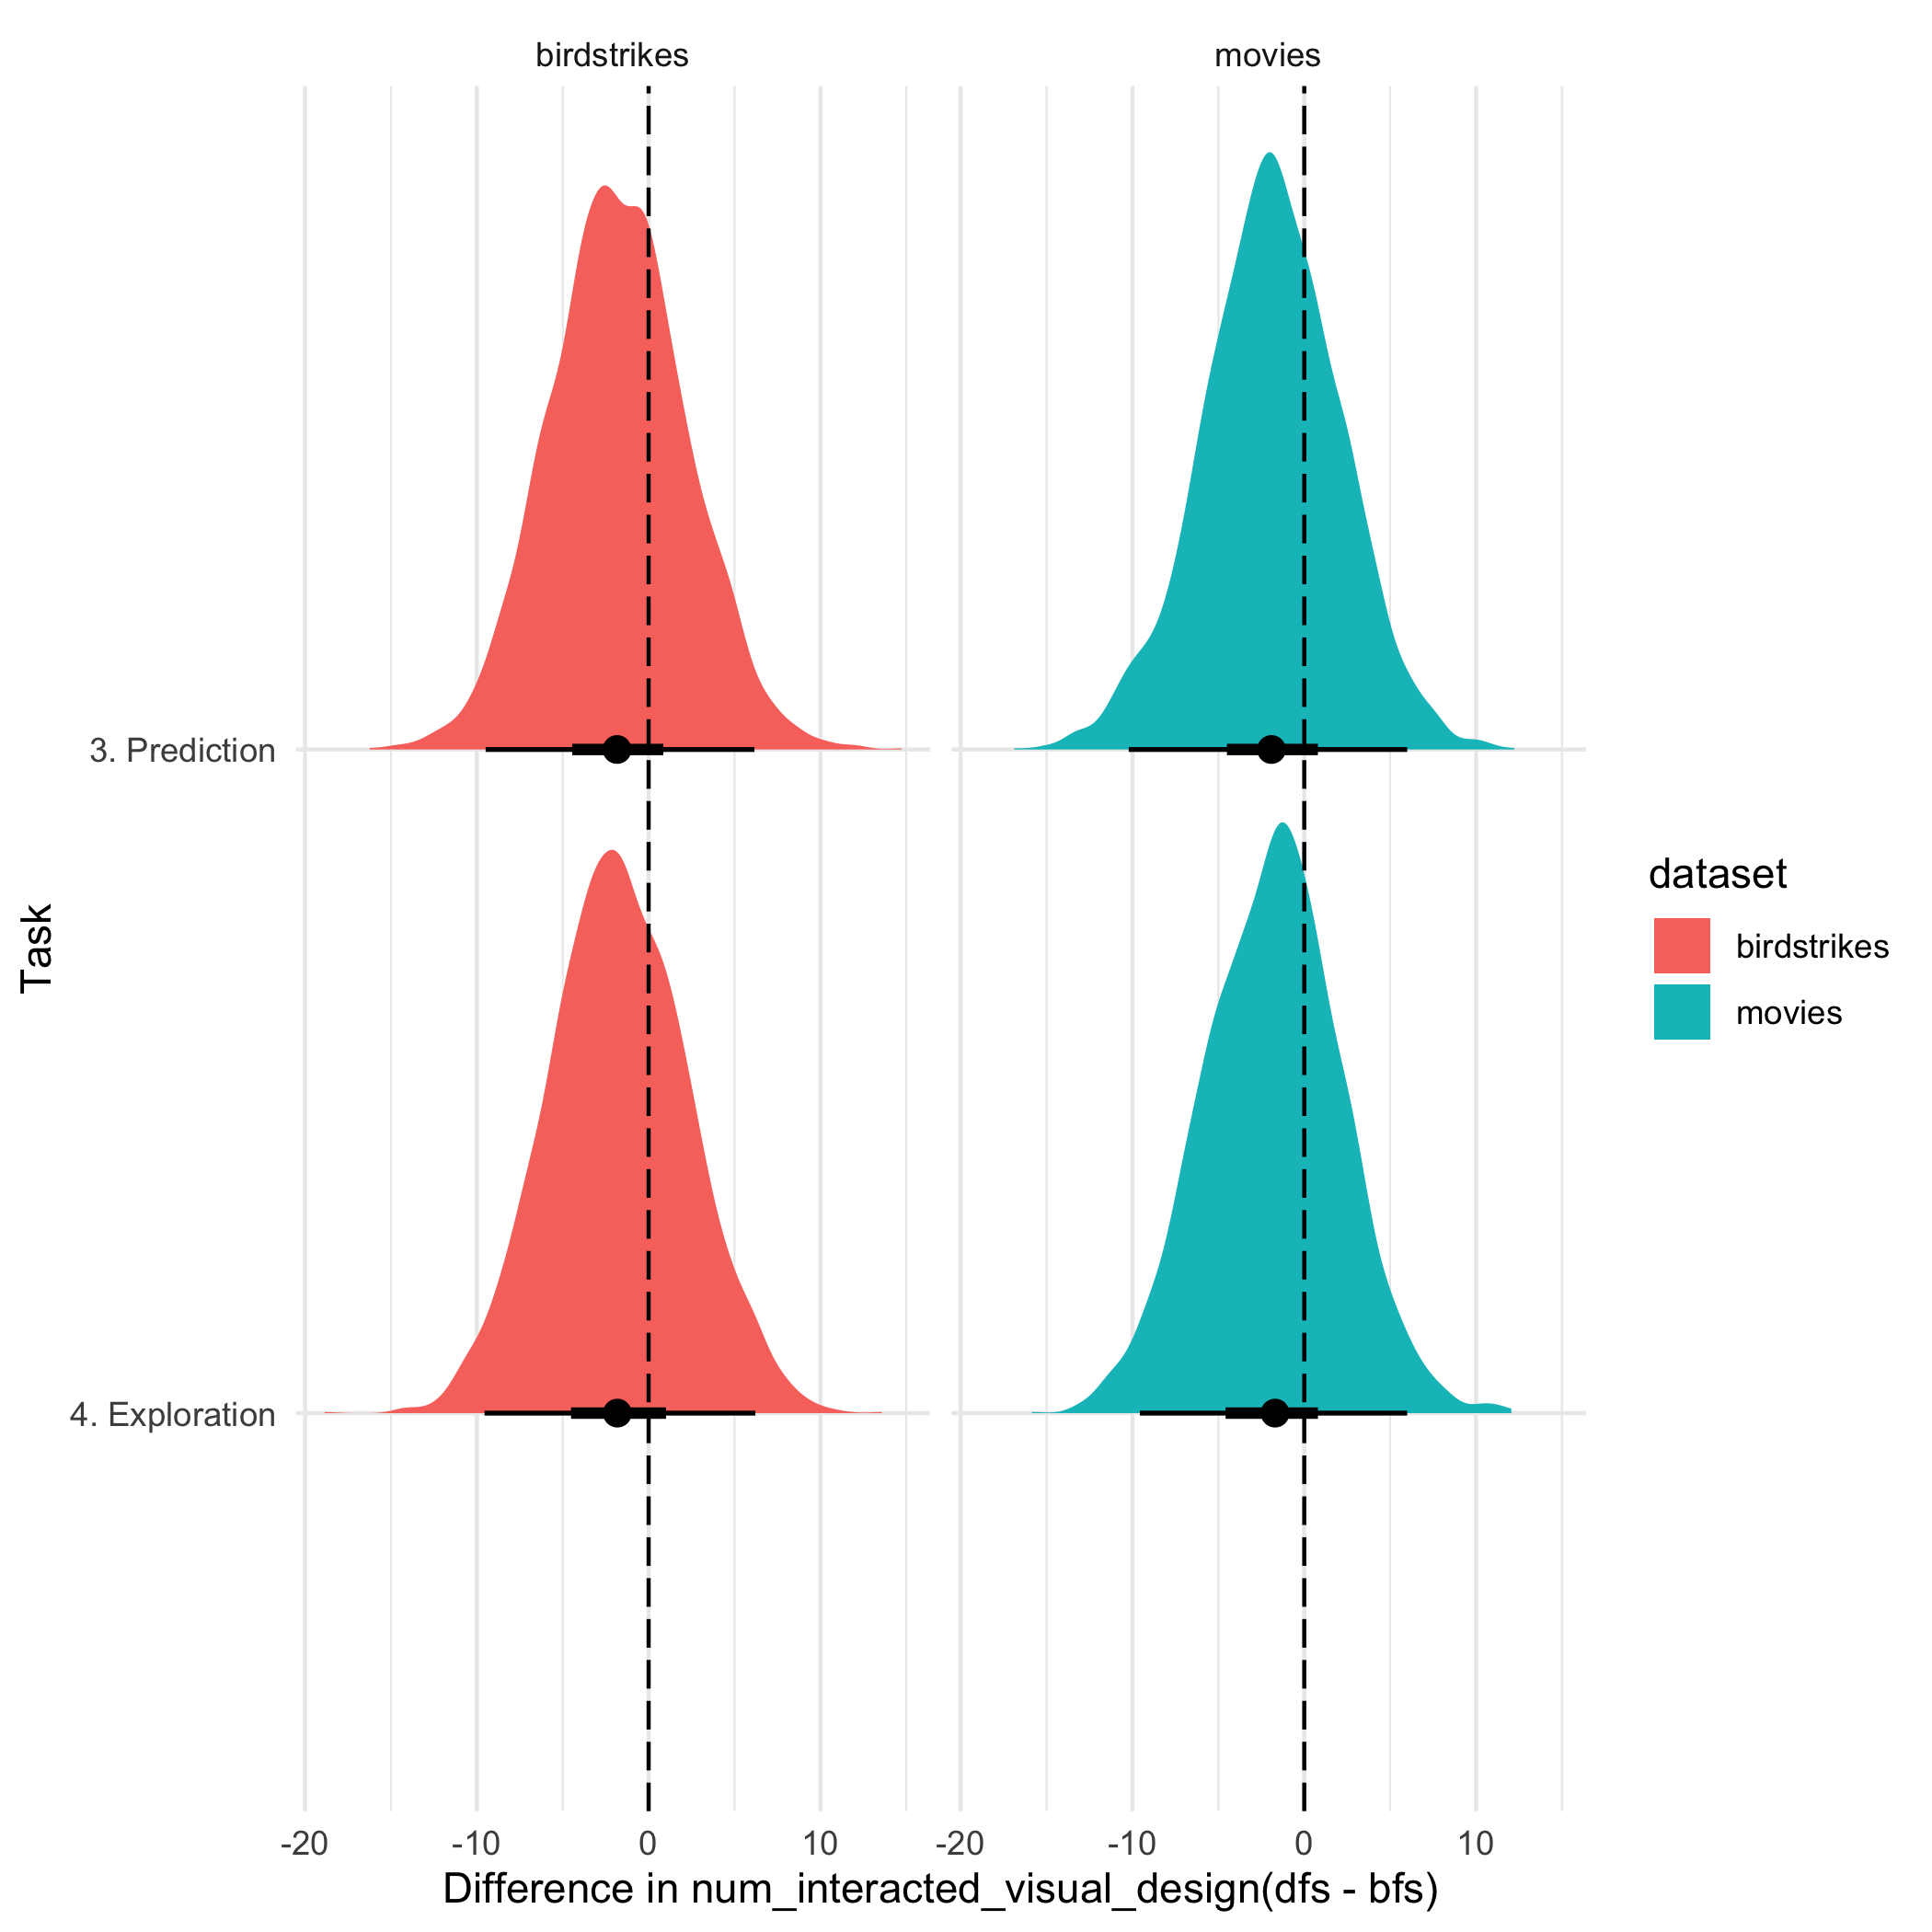 birdstrikes
movies
3. Prediction
4. Exploration
Task
-20 -10 0 10
-20 -10 0 10
Difference in num_interacted_visual_design(dfs - bfs)
dataset
birdstrikes
movies